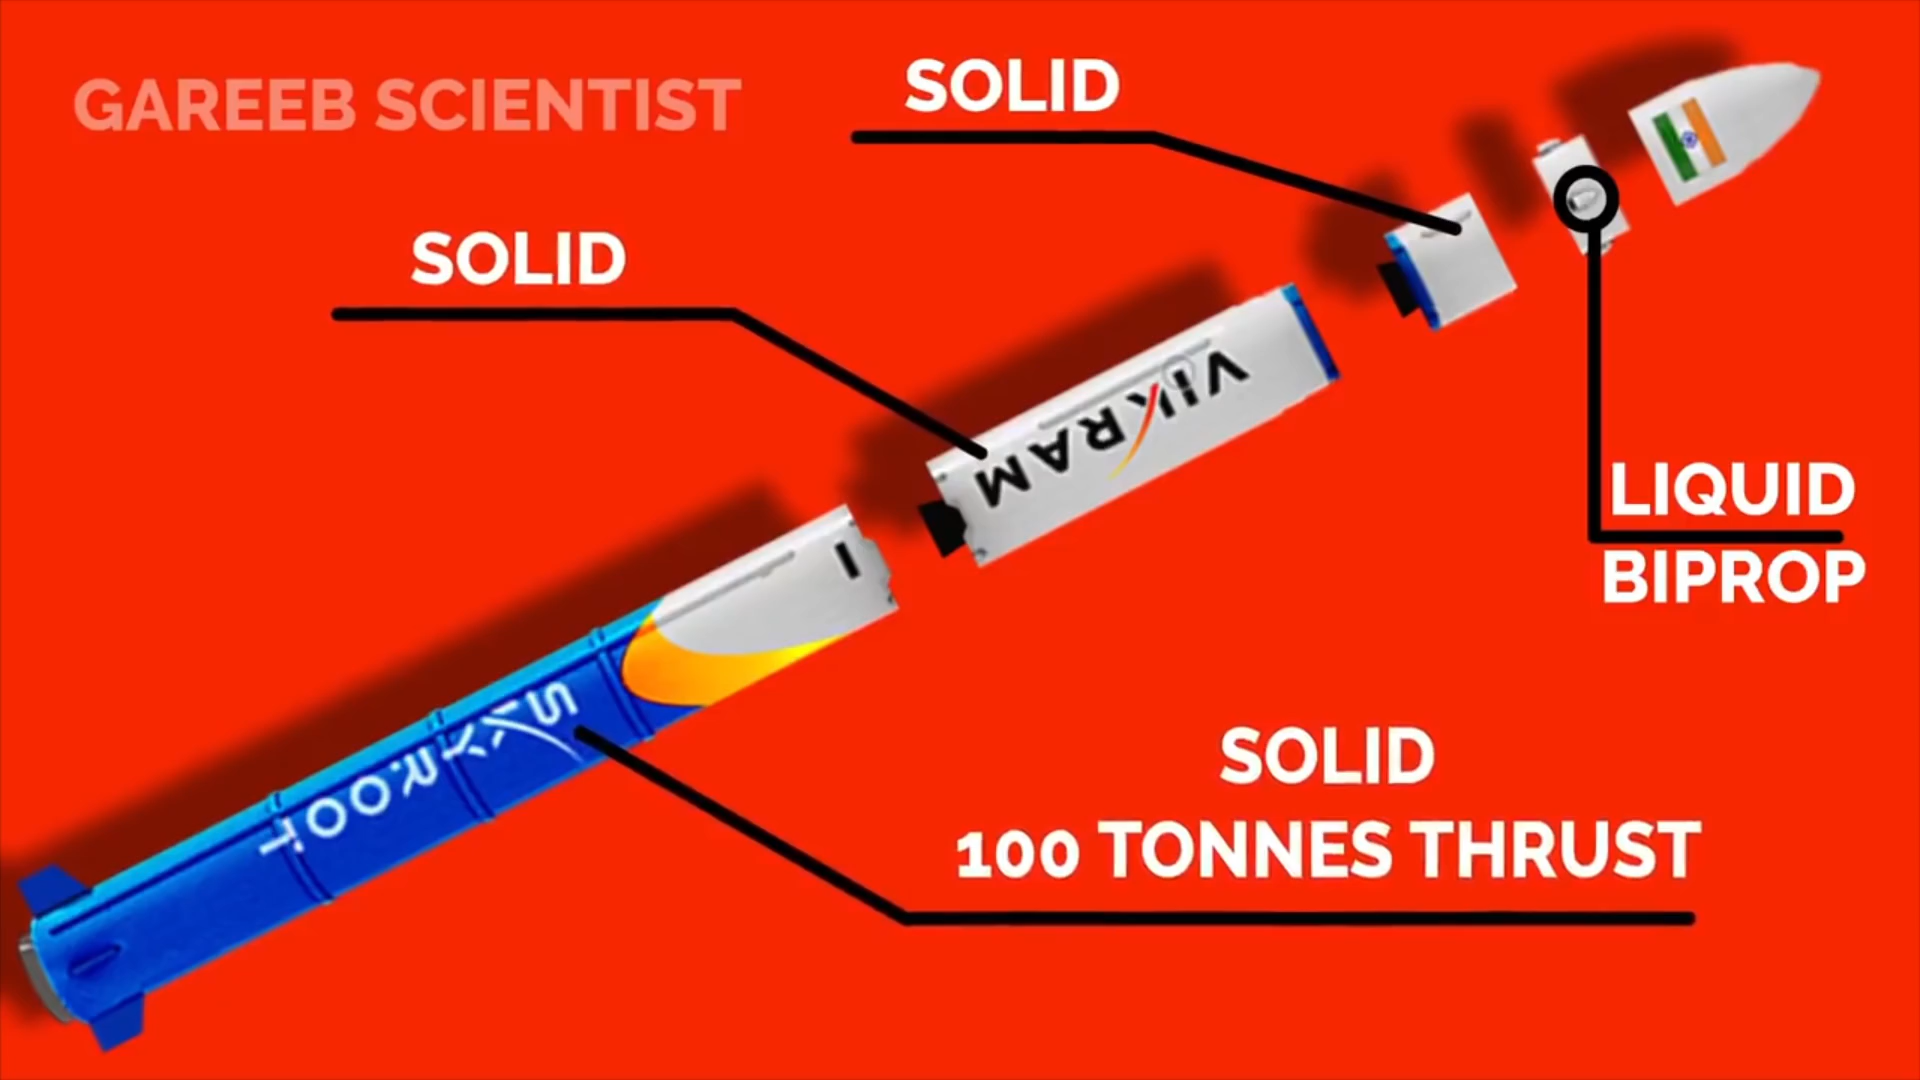 GAREEB SCIENTIST
SOLID
SOLID
VIKRAM
I
SKYROOT
LIQUID
BIPROP
SOLID
100 TONNES THRUST